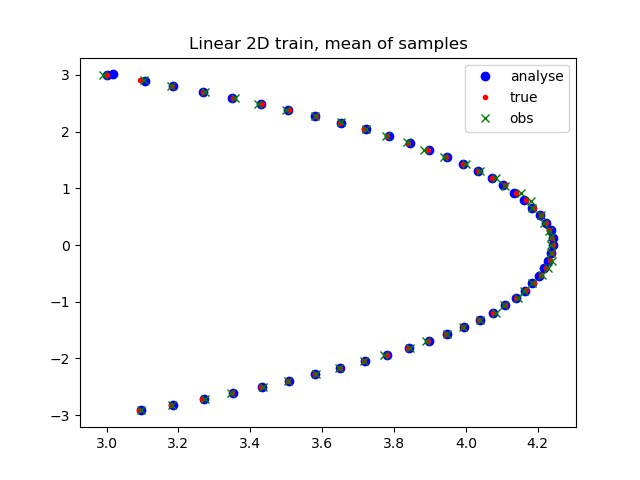 Linear 2D train, mean of samples
analyse
true
obs
3
2
1
0
−1
−2
−3
3.0 3.2 3.4 3.6 3.8 4.0 4.2